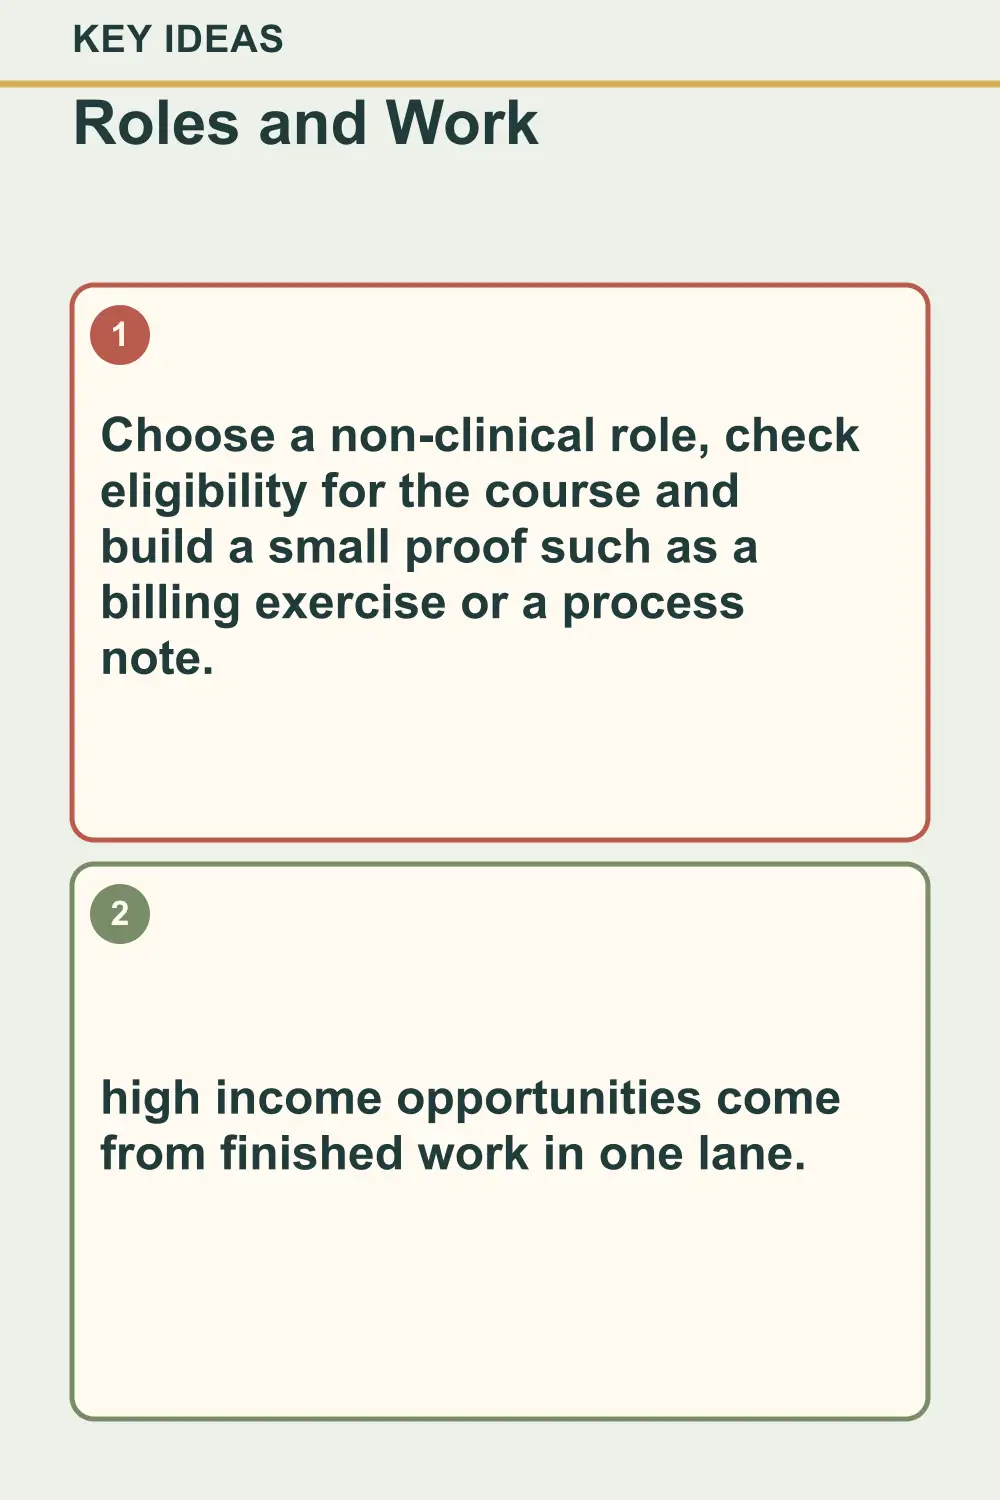 KEY IDEAS
Roles and Work
1
Choose a non-clinical role, check
eligibility for the course and
build a small proof such as a
billing exercise or a process
note.
2
high income opportunities come
from finished work in one lane.